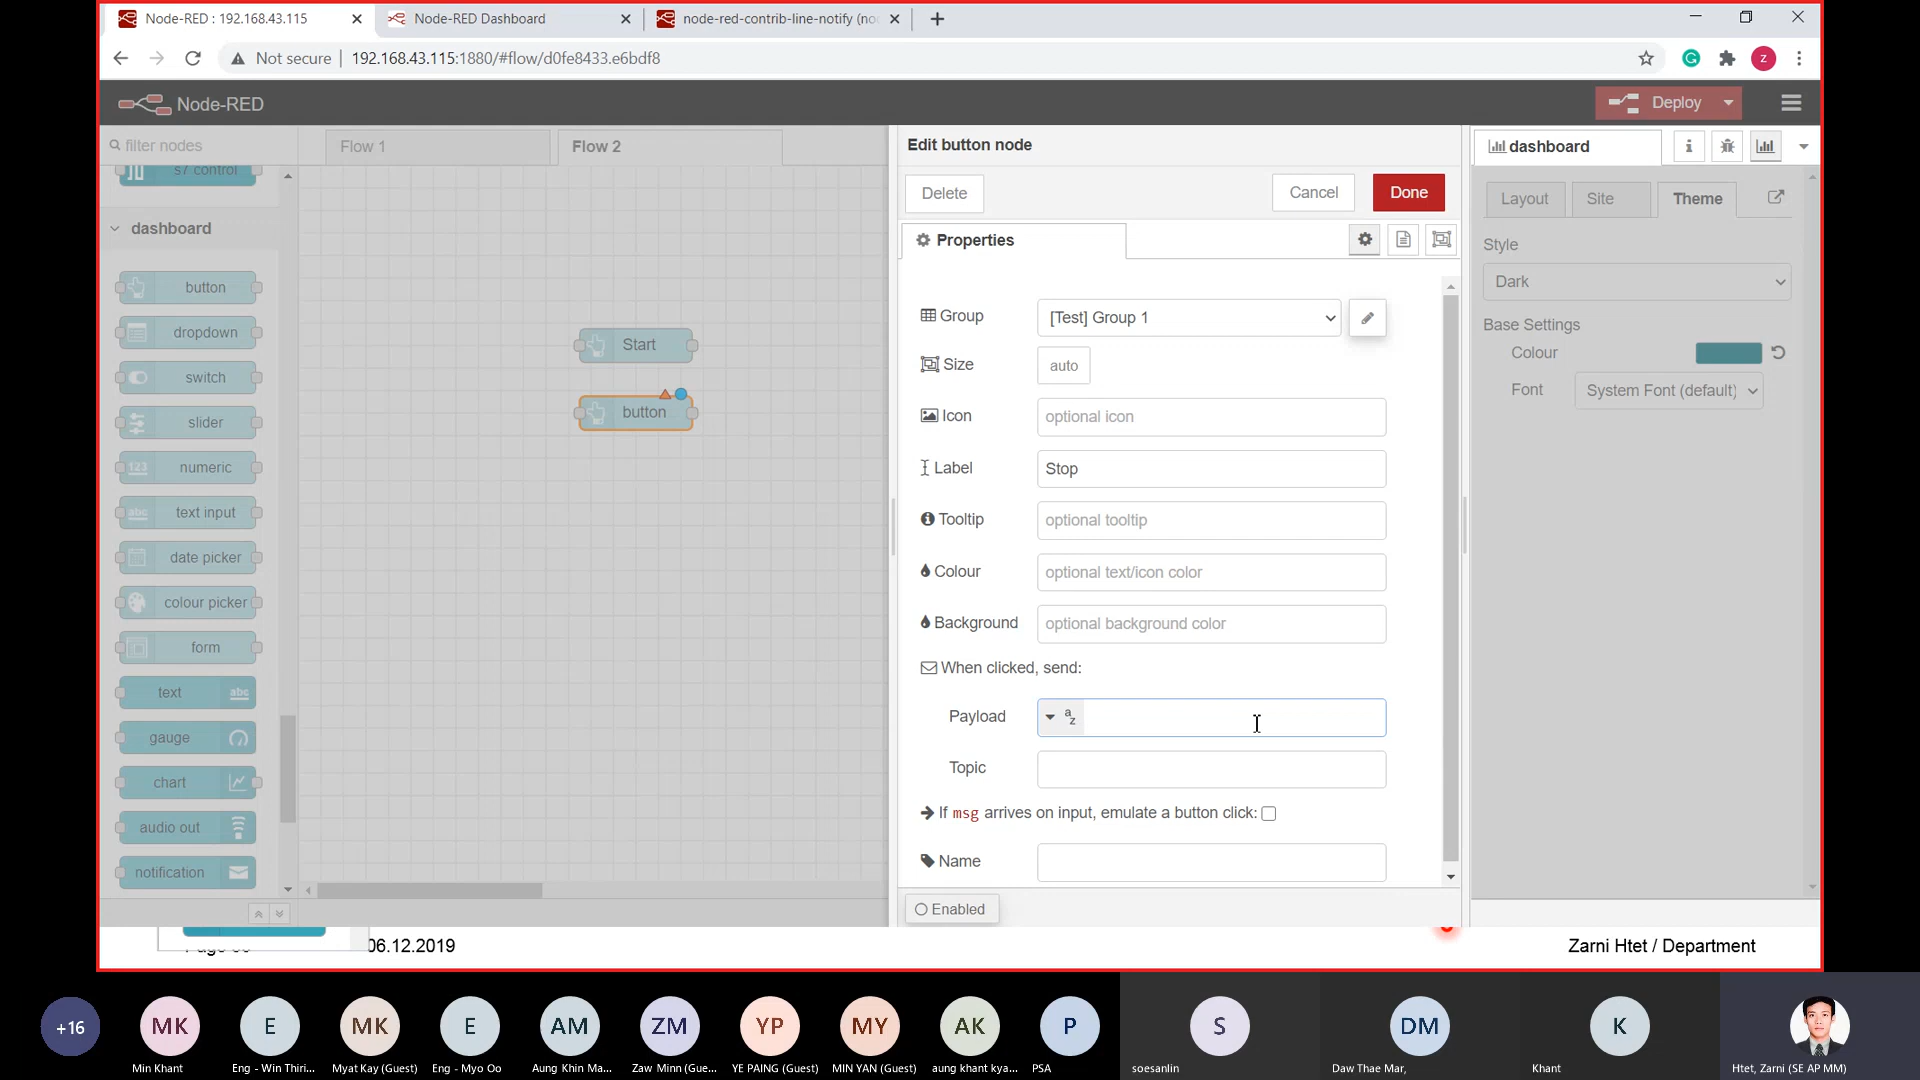 Node-RED : 192.168.43.115
Node-RED Dashboard
node-red-contrib-line-notify (no
Not secure
192.168.43.115:1880/#flow/d0fe8433.e6bdf8
Z
Node-RED
Deploy
filter nodes
Flow 1
Flow 2
Edit button node
dashboard
i
Delete
Cancel
Done
Layout
Site
Theme
s7 control
dashboard
Properties
Style
Dark
button
dropdown
switch
slider
123 numeric
abc text input
date picker
colour picker
form
text abc
gauge
chart
audio out
notification
Start
button
Group
[Test] Group 1
Size
auto
Icon
optional icon
Label
Stop
Tooltip
optional tooltip
Colour
optional text/icon color
Background
optional background color
When clicked, send:
Payload
a
z
Topic
If msg arrives on input, emulate a button click:
Name
Enabled
Base Settings
Colour
Font
System Font (default)
06.12.2019
Zarni Htet / Department
+16
MK
E
MK
E
AM
ZM
YP
MY
AK
P
S
DM
K
Min Khant
Eng - Win Thiri...
Myat Kay (Guest)
Eng - Myo Oo
Aung Khin Ma...
Zaw Minn (Gue...
YE PAING (Guest)
MIN YAN (Guest)
aung khant kya...
PSA
soesanlin
Daw Thae Mar,
Khant
Htet, Zarni (SE AP MM)